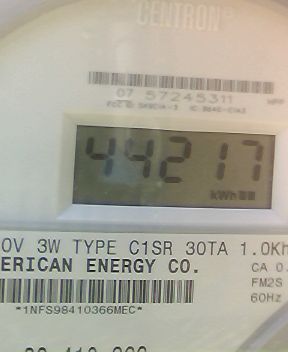 CENTRON®
07 57245311 MPP
44217
kWh
0V 3W TYPE C1SR 30TA 1.0Kh
ERICAN ENERGY CO.
CA 0.
FM2S
60Hz
*1NFS98410366MEC*